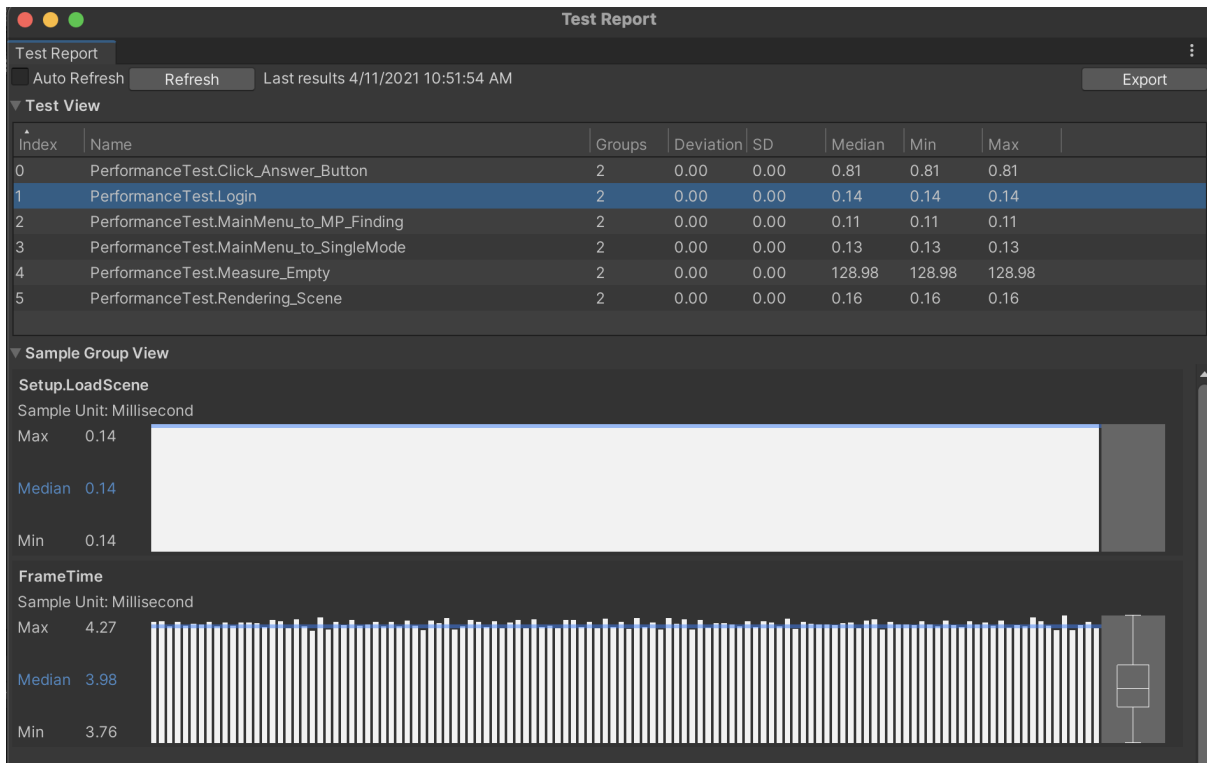 Test Report
Test Report
Auto Refresh Refresh Last results 4/11/2021 10:51:54 AM Export
Test View
Index Name Groups Deviation SD Median Min Max
0 PerformanceTest.Click_Answer_Button 2 0.00 0.00 0.81 0.81 0.81
1 PerformanceTest.Login 2 0.00 0.00 0.14 0.14 0.14
2 PerformanceTest.MainMenu_to_MP_Finding 2 0.00 0.00 0.11 0.11 0.11
3 PerformanceTest.MainMenu_to_SingleMode 2 0.00 0.00 0.13 0.13 0.13
4 PerformanceTest.Measure_Empty 2 0.00 0.00 128.98 128.98 128.98
5 PerformanceTest.Rendering_Scene 2 0.00 0.00 0.16 0.16 0.16
Sample Group View
Setup.LoadScene
Sample Unit: Millisecond
Max 0.14
Median 0.14
Min 0.14
FrameTime
Sample Unit: Millisecond
Max 4.27
Median 3.98
Min 3.76